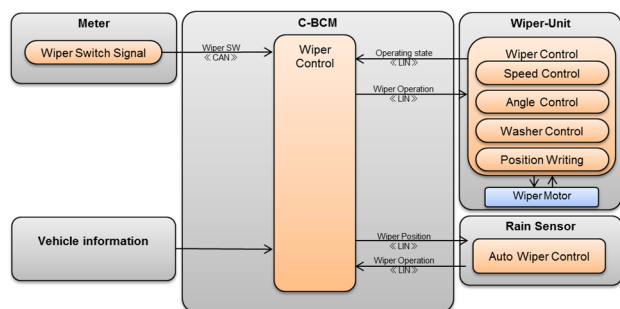 Meter
Wiper Switch Signal
C-BCM
Wiper SW
≪ CAN ≫
Wiper
Control
Operating state
≪ LIN ≫
Wiper Operation
≪ LIN ≫
Wiper-Unit
Wiper Control
Speed Control
Angle Control
Washer Control
Position Writing
Wiper Motor
Vehicle information
Wiper Position
≪ LIN ≫
Wiper Operation
≪ LIN ≫
Rain Sensor
Auto Wiper Control